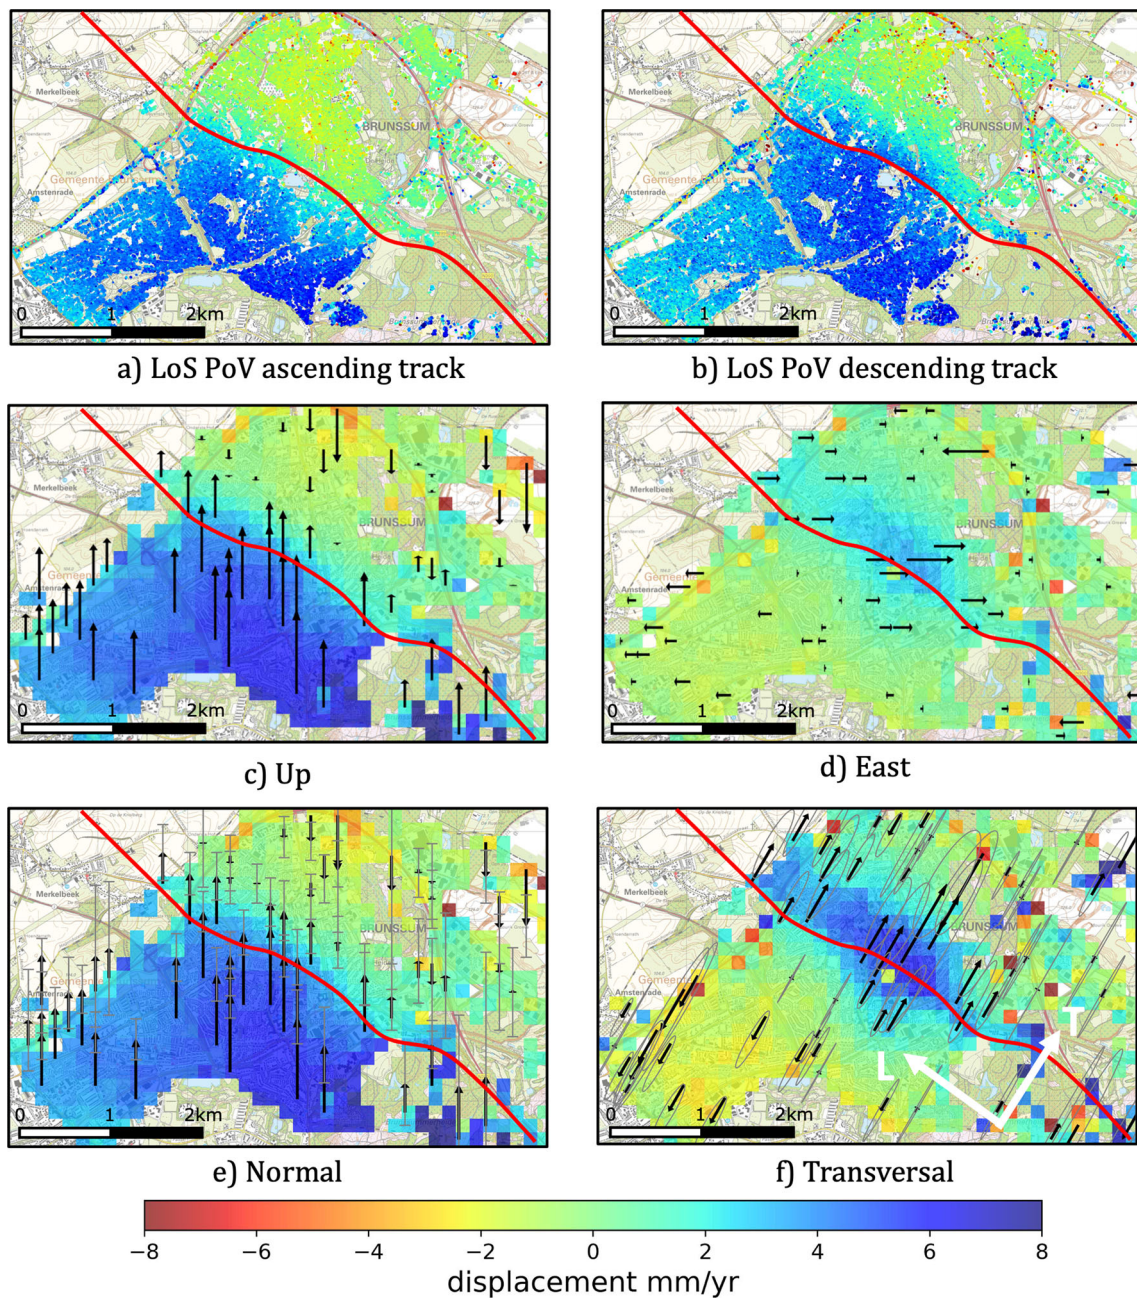 Merkelbeek
BRUNSSUM
Amstenrade
0 1 2km
a) LoS PoV ascending track
BRUNSSUM
Merkelbeek
Gemeente
Amstenrade
0 1 2km
b) LoS PoV descending track
Merkelbeek
BRUNSSUM
Gemeente
Amstenrade
0 1 2km
c) Up
Merkelbeek
BRUNSSUM
Amstenrade
0 1 2km
d) East
Merkelbeek
BRUNSSUM
Gemeente
Amstenrade
0 1 2km
e) Normal
Merkelbeek
BRUNSSUM
Amstenrade
T
L
0 1 2km
f) Transversal
−8 −6 −4 −2 0 2 4 6 8
displacement mm/yr